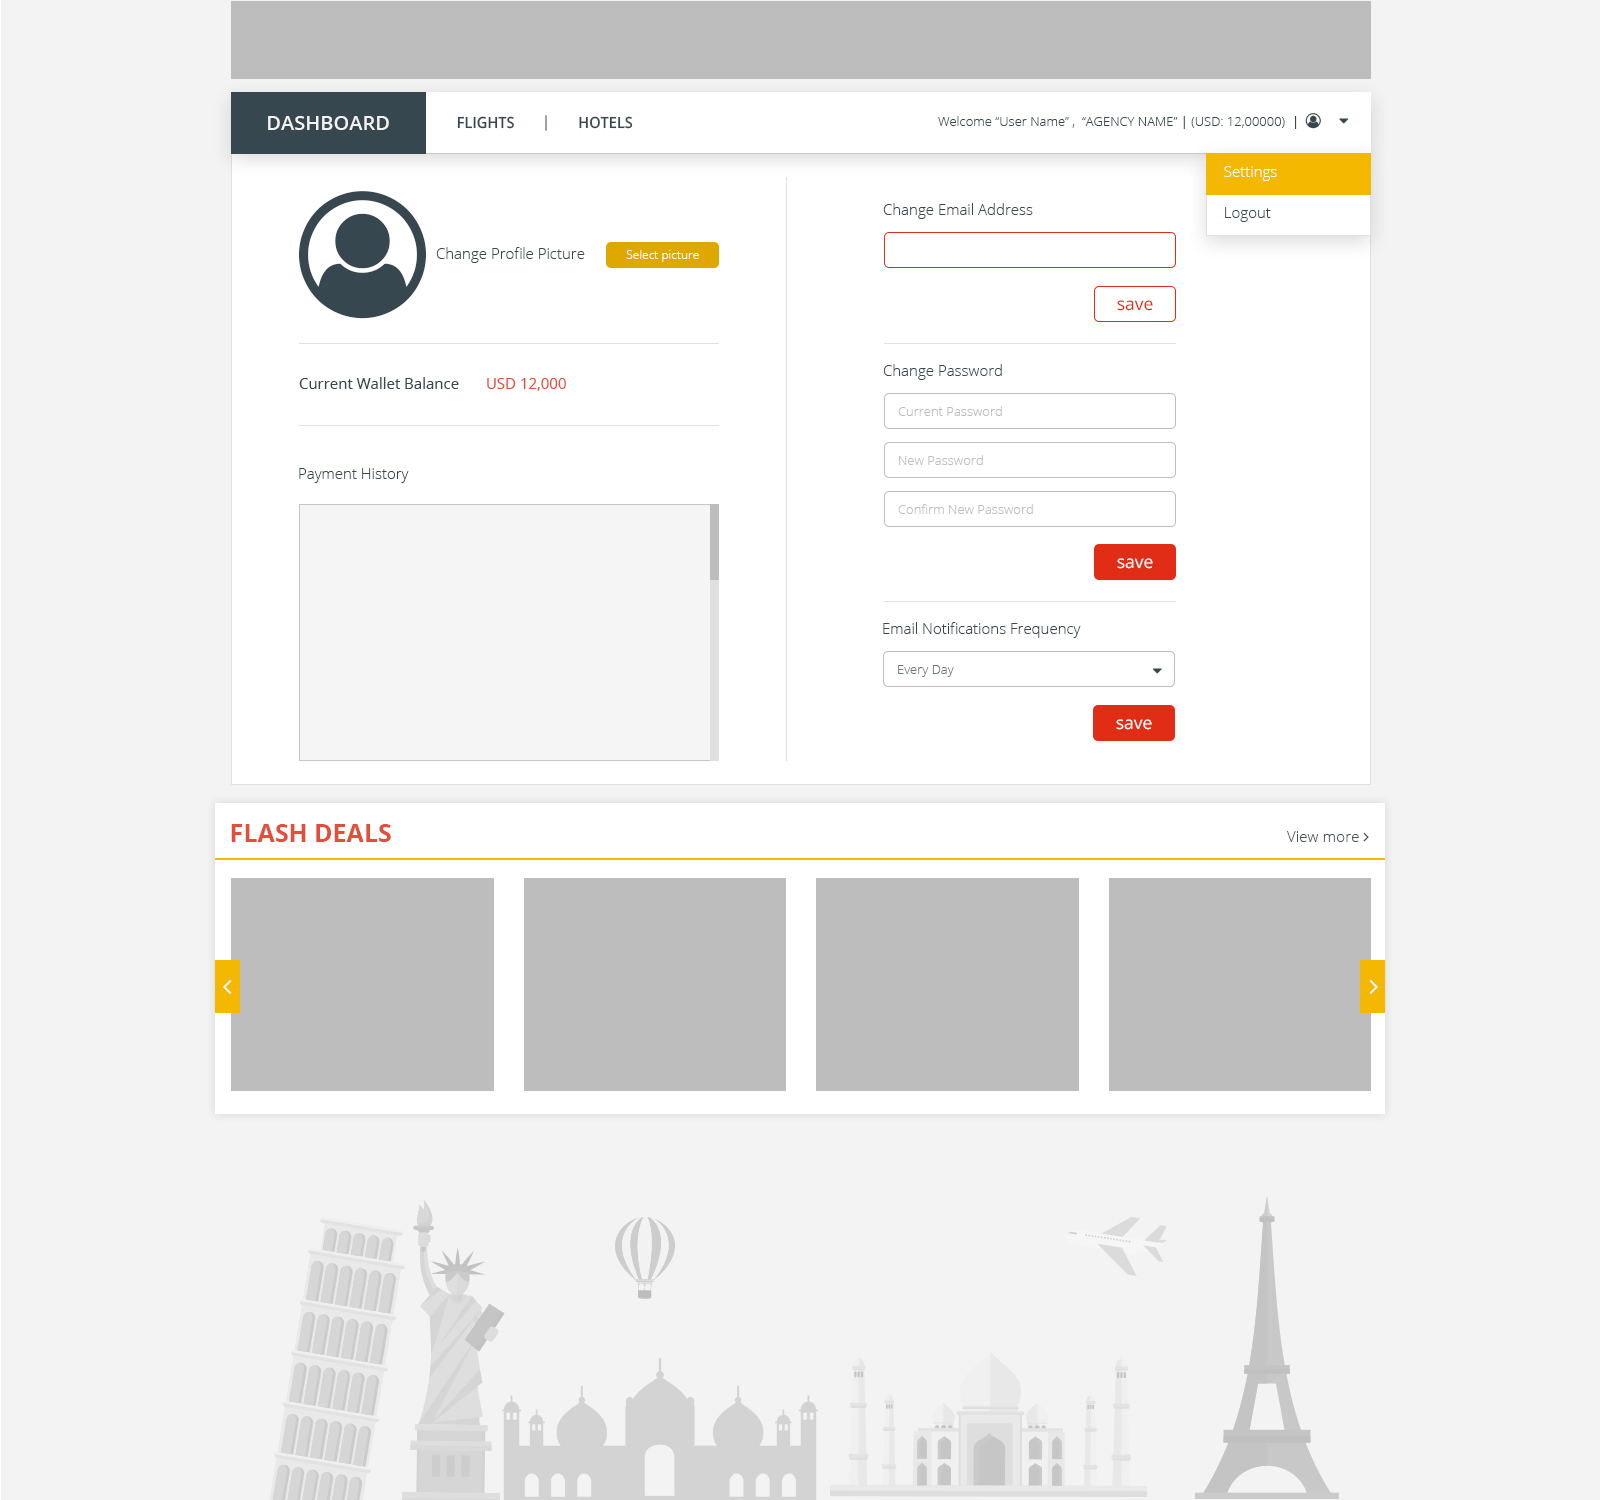 DASHBOARD
FLIGHTS | HOTELS
Welcome “User Name” , “AGENCY NAME” | (USD: 12,00000) |
Settings
Logout
Change Profile Picture
Select picture
Current Wallet Balance USD 12,000
Payment History
Change Email Address
save
Change Password
Current Password
New Password
Confirm New Password
save
Email Notifications Frequency
Every Day
save
FLASH DEALS
View more >